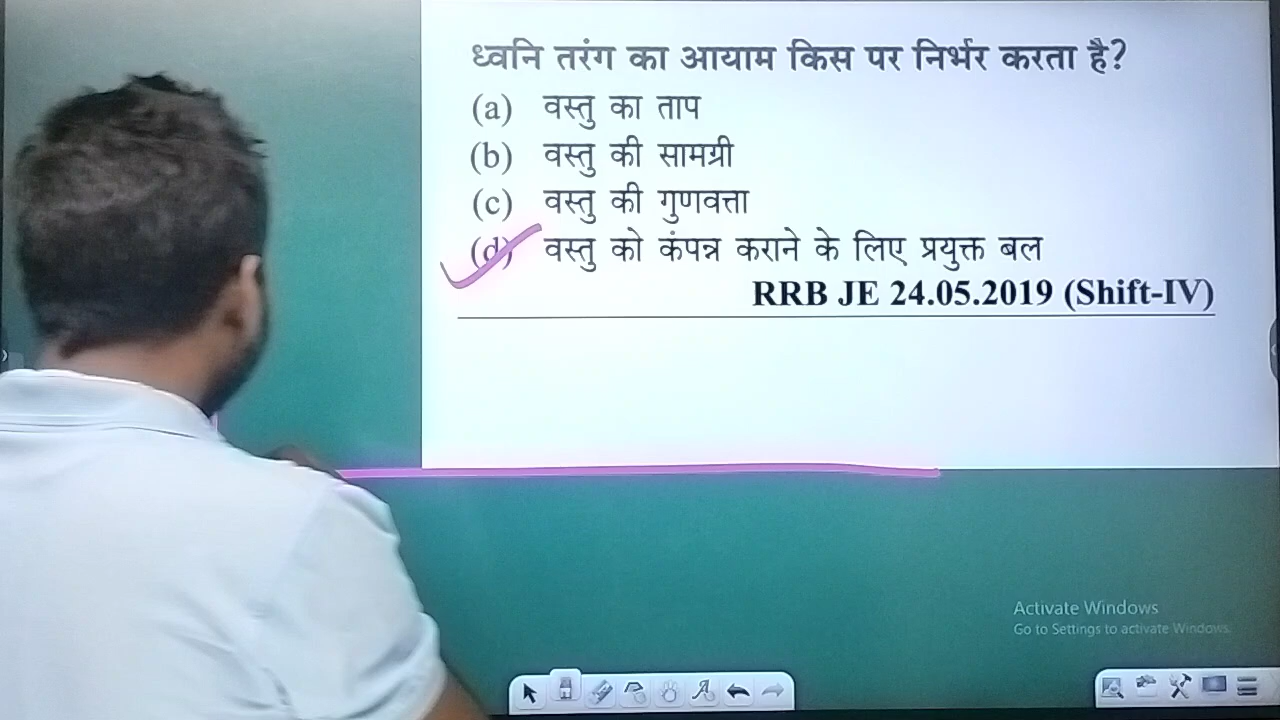 ध्वनि तरंग का आयाम किस पर निर्भर करता है?
(a) वस्तु का ताप
(b) वस्तु की सामग्री
(c) वस्तु की गुणवत्ता
(d) वस्तु को कंपन्न कराने के लिए प्रयुक्त बल
RRB JE 24.05.2019 (Shift-IV)
Activate Windows
Go to Settings to activate Windows.